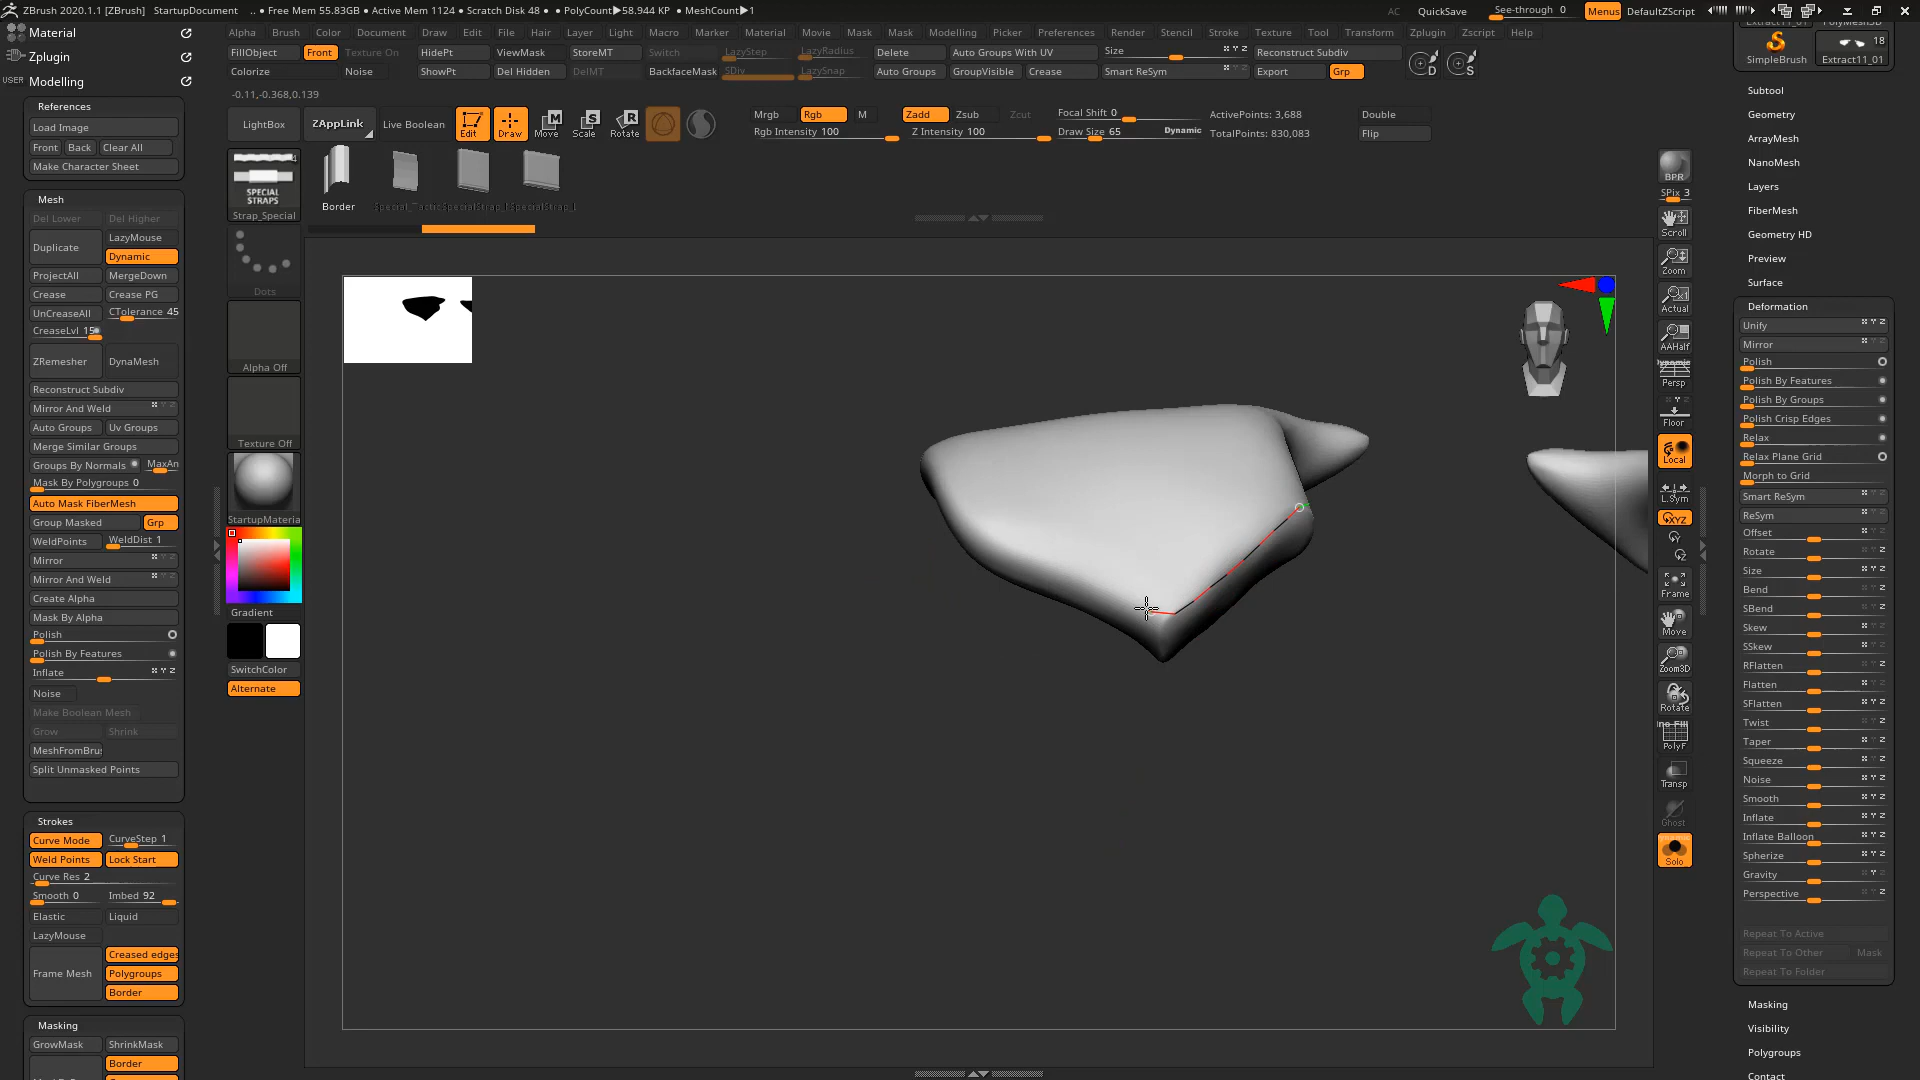 ZBrush 2020.1.1 [ZBrush] StartupDocument .. • Free Mem 55.83GB • Active Mem 1124 • Scratch Disk 48 • • PolyCount▶58.944 KP • MeshCount▶1
AC QuickSave See-through 0 Menus DefaultZScript
Alpha Brush Color Document Draw Edit File Hair Layer Light Macro Marker Material Movie Mask Mask Modelling Picker Preferences Render Stencil Stroke Texture Tool Transform Zplugin Zscript Help
Material
Zplugin
USER Modelling
FillObject Front Texture On HidePt ViewMask StoreMT Switch LazyStep LazyRadius Delete Auto Groups With UV Size Reconstruct Subdiv
Colorize Noise ShowPt Del Hidden DelMT BackfaceMask SDiv LazySnap Auto Groups GroupVisible Crease Smart ReSym Export Grp
-0.11,-0.368,0.139
LightBox ZAppLink Live Boolean Edit Draw Move Scale Rotate
Mrgb Rgb M Zadd Zsub Zcut Focal Shift 0 ActivePoints: 3,688 Double
Rgb Intensity 100 Z Intensity 100 Draw Size 65 Dynamic TotalPoints: 830,083 Flip
References
Load Image
Front Back Clear All
Make Character Sheet
Mesh
Del Lower Del Higher
Duplicate LazyMouse
Dynamic
ProjectAll MergeDown
Crease Crease PG
UnCreaseAll CTolerance 45
CreaseLvl 15
ZRemesher DynaMesh
Reconstruct Subdiv
Mirror And Weld
Auto Groups Uv Groups
Merge Similar Groups
Groups By Normals MaxAn
Mask By Polygroups 0
Auto Mask FiberMesh
Group Masked Grp
WeldPoints WeldDist 1
Mirror
Mirror And Weld
Create Alpha
Mask By Alpha
Polish
Polish By Features
Inflate
Noise
Make Boolean Mesh
Grow Shrink
MeshFromBrus
Split Unmasked Points
Strokes
Curve Mode CurveStep 1
Weld Points Lock Start
Curve Res 2
Smooth 0 Imbed 92
Elastic Liquid
LazyMouse
Frame Mesh Creased edges
Polygroups
Border
Masking
GrowMask ShrinkMask
Border
4
SPECIAL
STRAPS
Strap_Special
Border
Dots
Alpha Off
Texture Off
StartupMateria
Gradient
SwitchColor
Alternate
BPR
SPix 3
Scroll
Zoom
Actual
AAHalf
Dynamic
Persp
Floor
Local
L.Sym
XYZ
Y
Z
Frame
Move
Zoom3D
Rotate
PolyF
Transp
Ghost
Solo
SimpleBrush 18 Extract11_01
Subtool
Geometry
ArrayMesh
NanoMesh
Layers
FiberMesh
Geometry HD
Preview
Surface
Deformation
Unify
Mirror
Polish
Polish By Features
Polish By Groups
Polish Crisp Edges
Relax
Relax Plane Grid
Morph to Grid
Smart ReSym
ReSym
Offset
Rotate
Size
Bend
SBend
Skew
SSkew
RFlatten
Flatten
SFlatten
Twist
Taper
Squeeze
Noise
Smooth
Inflate
Inflate Balloon
Spherize
Gravity
Perspective
Repeat To Active
Repeat To Other Mask
Repeat To Folder
Masking
Visibility
Polygroups
Contact